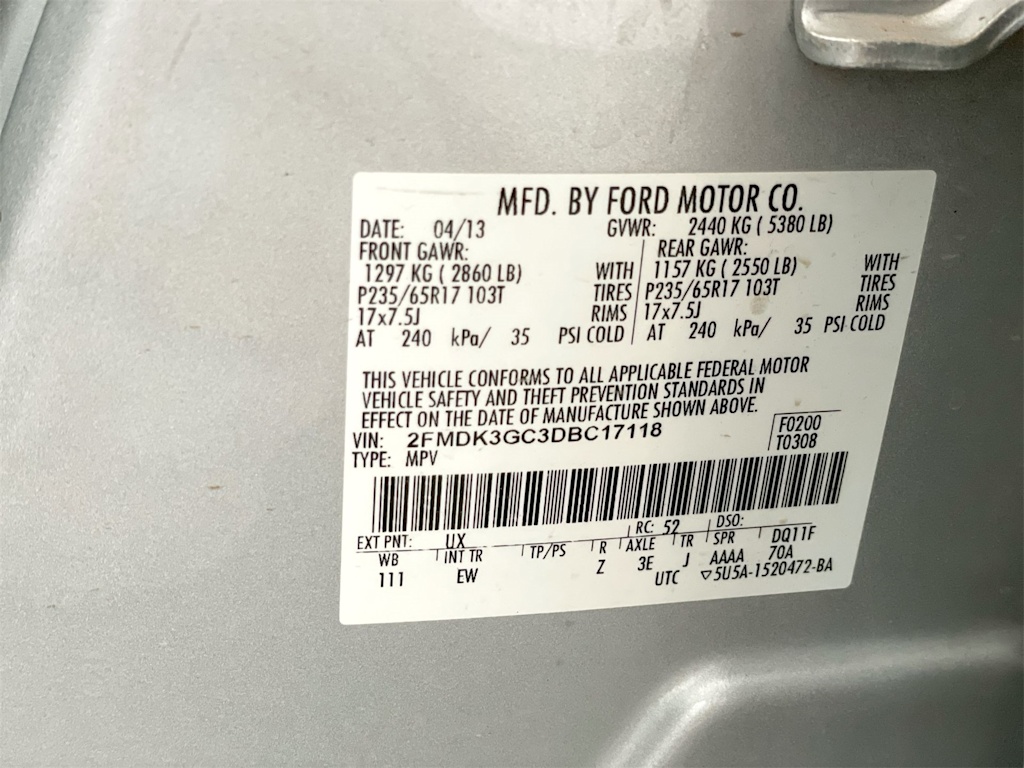 MFD. BY FORD MOTOR CO.
DATE: 04/13 GVWR: 2440 KG ( 5380 LB)
FRONT GAWR: REAR GAWR:
1297 KG ( 2860 LB) WITH 1157 KG ( 2550 LB) WITH
P235/65R17 103T TIRES P235/65R17 103T TIRES
17x7.5J RIMS 17x7.5J RIMS
AT 240 kPa/ 35 PSI COLD AT 240 kPa/ 35 PSI COLD
THIS VEHICLE CONFORMS TO ALL APPLICABLE FEDERAL MOTOR
VEHICLE SAFETY AND THEFT PREVENTION STANDARDS IN
EFFECT ON THE DATE OF MANUFACTURE SHOWN ABOVE.
VIN: 2FMDK3GC3DBC17118 F0200
TYPE: MPV T0308
EXT PNT: UX RC: 52 DSO:
WB INT TR TP/PS R AXLE TR SPR DQ11F
111 EW Z 3E J AAAA 70A
UTC ▽5U5A-1520472-BA